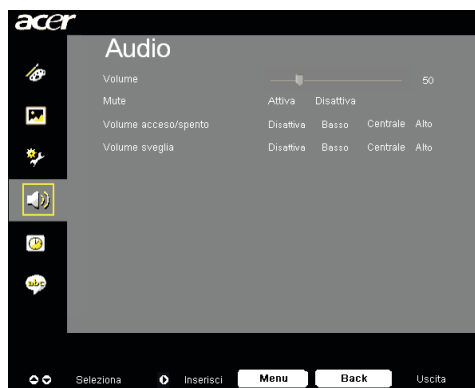 acer
Audio
Volume 50
Mute Attiva Disattiva
Volume acceso/spento Disattiva Basso Centrale Alto
Volume sveglia Disattiva Basso Centrale Alto
abc
Seleziona Inserisci Menu Back Uscita